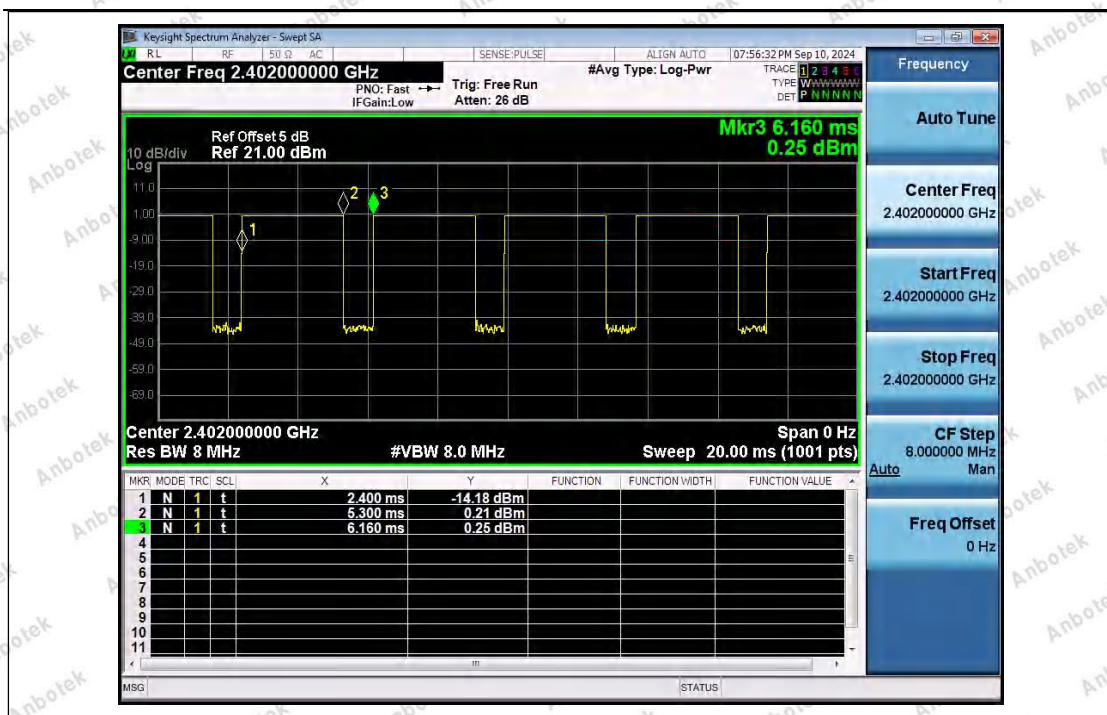 Keysight Spectrum Analyzer - Swept SA
LXI RL RF 50 Ω AC SENSE:PULSE ALIGN AUTO 07:56:32 PM Sep 10, 2024
Center Freq 2.402000000 GHz
PNO: Fast
IFGain:Low
Trig: Free Run
Atten: 26 dB
#Avg Type: Log-Pwr
TRACE 1 2 3 4 5 6
TYPE WWWWWW
DET P NNNNN
Ref Offset 5 dB
10 dB/div Ref 21.00 dBm
Log
Mkr3 6.160 ms
0.25 dBm
11.0
1.00
-9.00
-19.0
-29.0
-39.0
-49.0
-59.0
-69.0
1
2
3
Center 2.402000000 GHz Span 0 Hz
Res BW 8 MHz #VBW 8.0 MHz Sweep 20.00 ms (1001 pts)
MKR MODE TRC SCL X Y FUNCTION FUNCTION WIDTH FUNCTION VALUE
1 N 1 t 2.400 ms -14.18 dBm
2 N 1 t 5.300 ms 0.21 dBm
3 N 1 t 6.160 ms 0.25 dBm
4
5
6
7
8
9
10
11
MSG STATUS
Frequency
Auto Tune
Center Freq
2.402000000 GHz
Start Freq
2.402000000 GHz
Stop Freq
2.402000000 GHz
CF Step
8.000000 MHz
Auto Man
Freq Offset
0 Hz
Anbotek